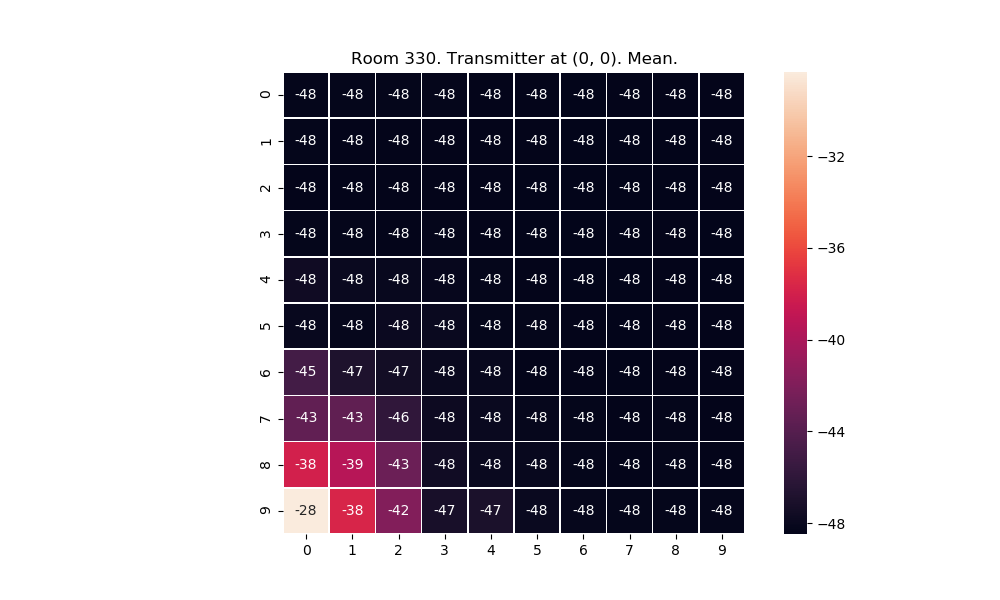 Room 330. Transmitter at (0, 0). Mean.
0 -48 -48 -48 -48 -48 -48 -48 -48 -48 -48
1 -48 -48 -48 -48 -48 -48 -48 -48 -48 -48
2 -48 -48 -48 -48 -48 -48 -48 -48 -48 -48
3 -48 -48 -48 -48 -48 -48 -48 -48 -48 -48
4 -48 -48 -48 -48 -48 -48 -48 -48 -48 -48
5 -48 -48 -48 -48 -48 -48 -48 -48 -48 -48
6 -45 -47 -47 -48 -48 -48 -48 -48 -48 -48
7 -43 -43 -46 -48 -48 -48 -48 -48 -48 -48
8 -38 -39 -43 -48 -48 -48 -48 -48 -48 -48
9 -28 -38 -42 -47 -47 -48 -48 -48 -48 -48
0 1 2 3 4 5 6 7 8 9
−32
−36
−40
−44
−48